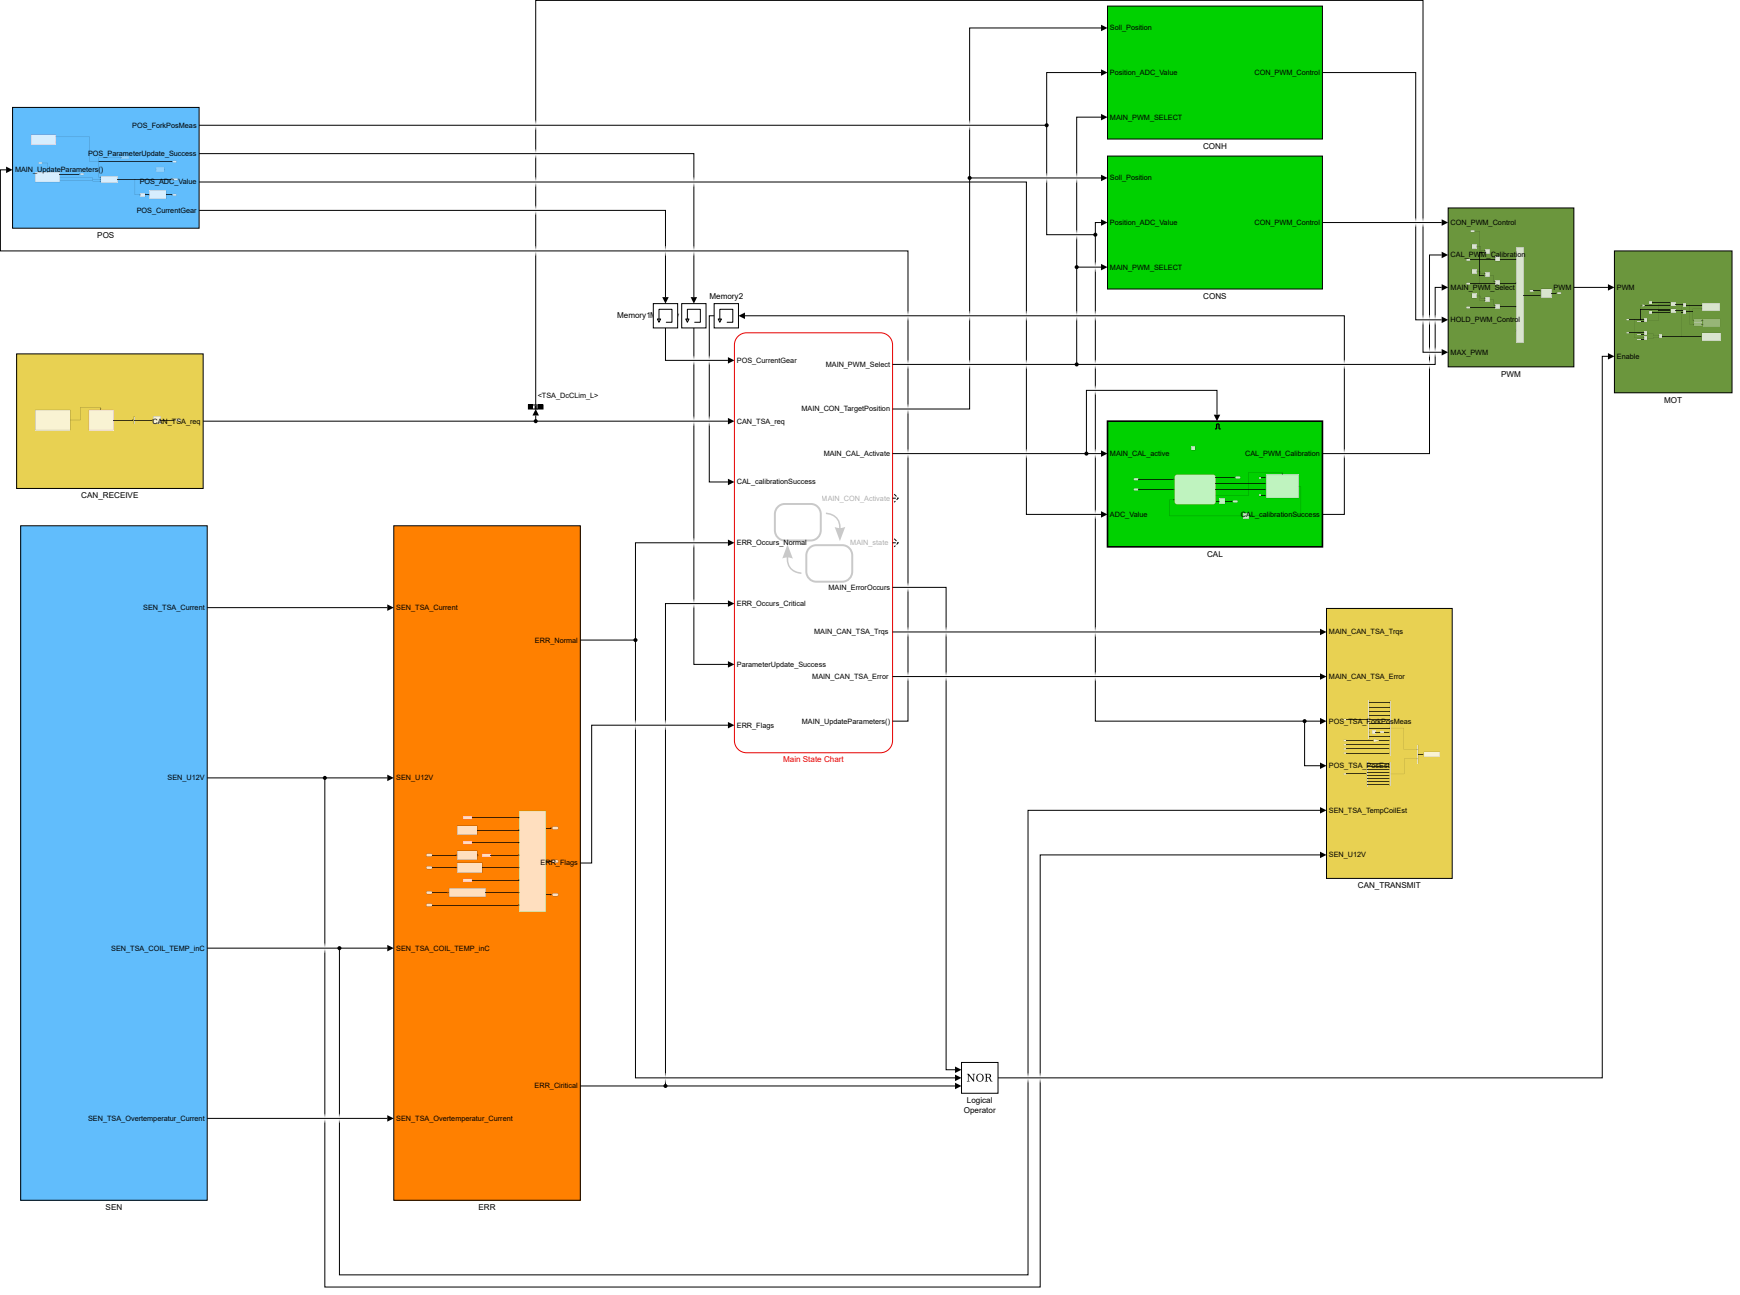 POS_ForkPosMeas
POS_ParameterUpdate_Success
MAIN_UpdateParameters()
POS_ADC_Value
POS_CurrentGear
POS
Soll_Position
Position_ADC_Value
CON_PWM_Control
MAIN_PWM_SELECT
CONH
Soll_Position
Position_ADC_Value
CON_PWM_Control
MAIN_PWM_SELECT
CONS
CON_PWM_Control
CAL_PWM_Calibration
MAIN_PWM_Select
PWM
HOLD_PWM_Control
MAX_PWM
PWM
PWM
Enable
MOT
Memory2
Memory1
<TSA_DcCLim_L>
CAN_TSA_req
CAN_RECEIVE
POS_CurrentGear
MAIN_PWM_Select
MAIN_CON_TargetPosition
CAN_TSA_req
MAIN_CAL_Activate
CAL_calibrationSuccess
MAIN_CON_Activate
ERR_Occurs_Normal
MAIN_state
MAIN_ErrorOccurs
ERR_Occurs_Critical
MAIN_CAN_TSA_Trqs
ParameterUpdate_Success
MAIN_CAN_TSA_Error
MAIN_UpdateParameters()
ERR_Flags
Main State Chart
MAIN_CAL_active
CAL_PWM_Calibration
ADC_Value
CAL_calibrationSuccess
CAL
SEN_TSA_Current
SEN_U12V
SEN_TSA_COIL_TEMP_inC
SEN_TSA_Overtemperatur_Current
SEN
SEN_TSA_Current
ERR_Normal
SEN_U12V
ERR_Flags
SEN_TSA_COIL_TEMP_inC
ERR_Ciritical
SEN_TSA_Overtemperatur_Current
ERR
MAIN_CAN_TSA_Trqs
MAIN_CAN_TSA_Error
POS_TSA_ForkPosMeas
POS_TSA_PosEst
SEN_TSA_TempCoilEst
SEN_U12V
CAN_TRANSMIT
NOR
Logical
Operator